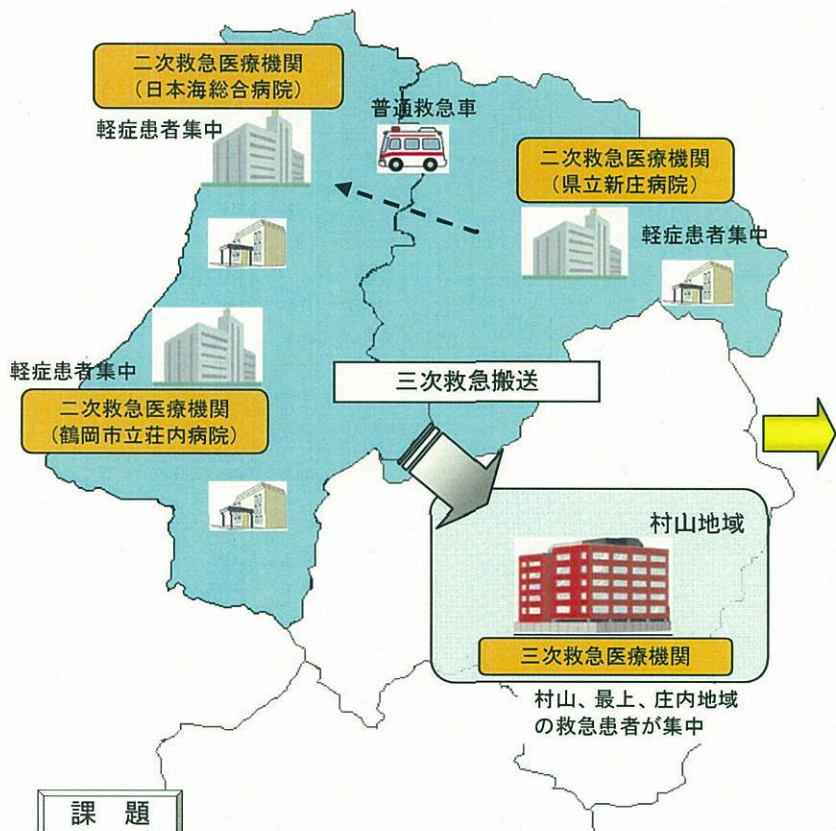 二次救急医療機関
（日本海総合病院）
軽症患者集中
普通救急車
二次救急医療機関
（県立新庄病院）
軽症患者集中
軽症患者集中
二次救急医療機関
（鶴岡市立荘内病院）
三次救急搬送
村山地域
三次救急医療機関
村山、最上、庄内地域
の救急患者が集中
課 題